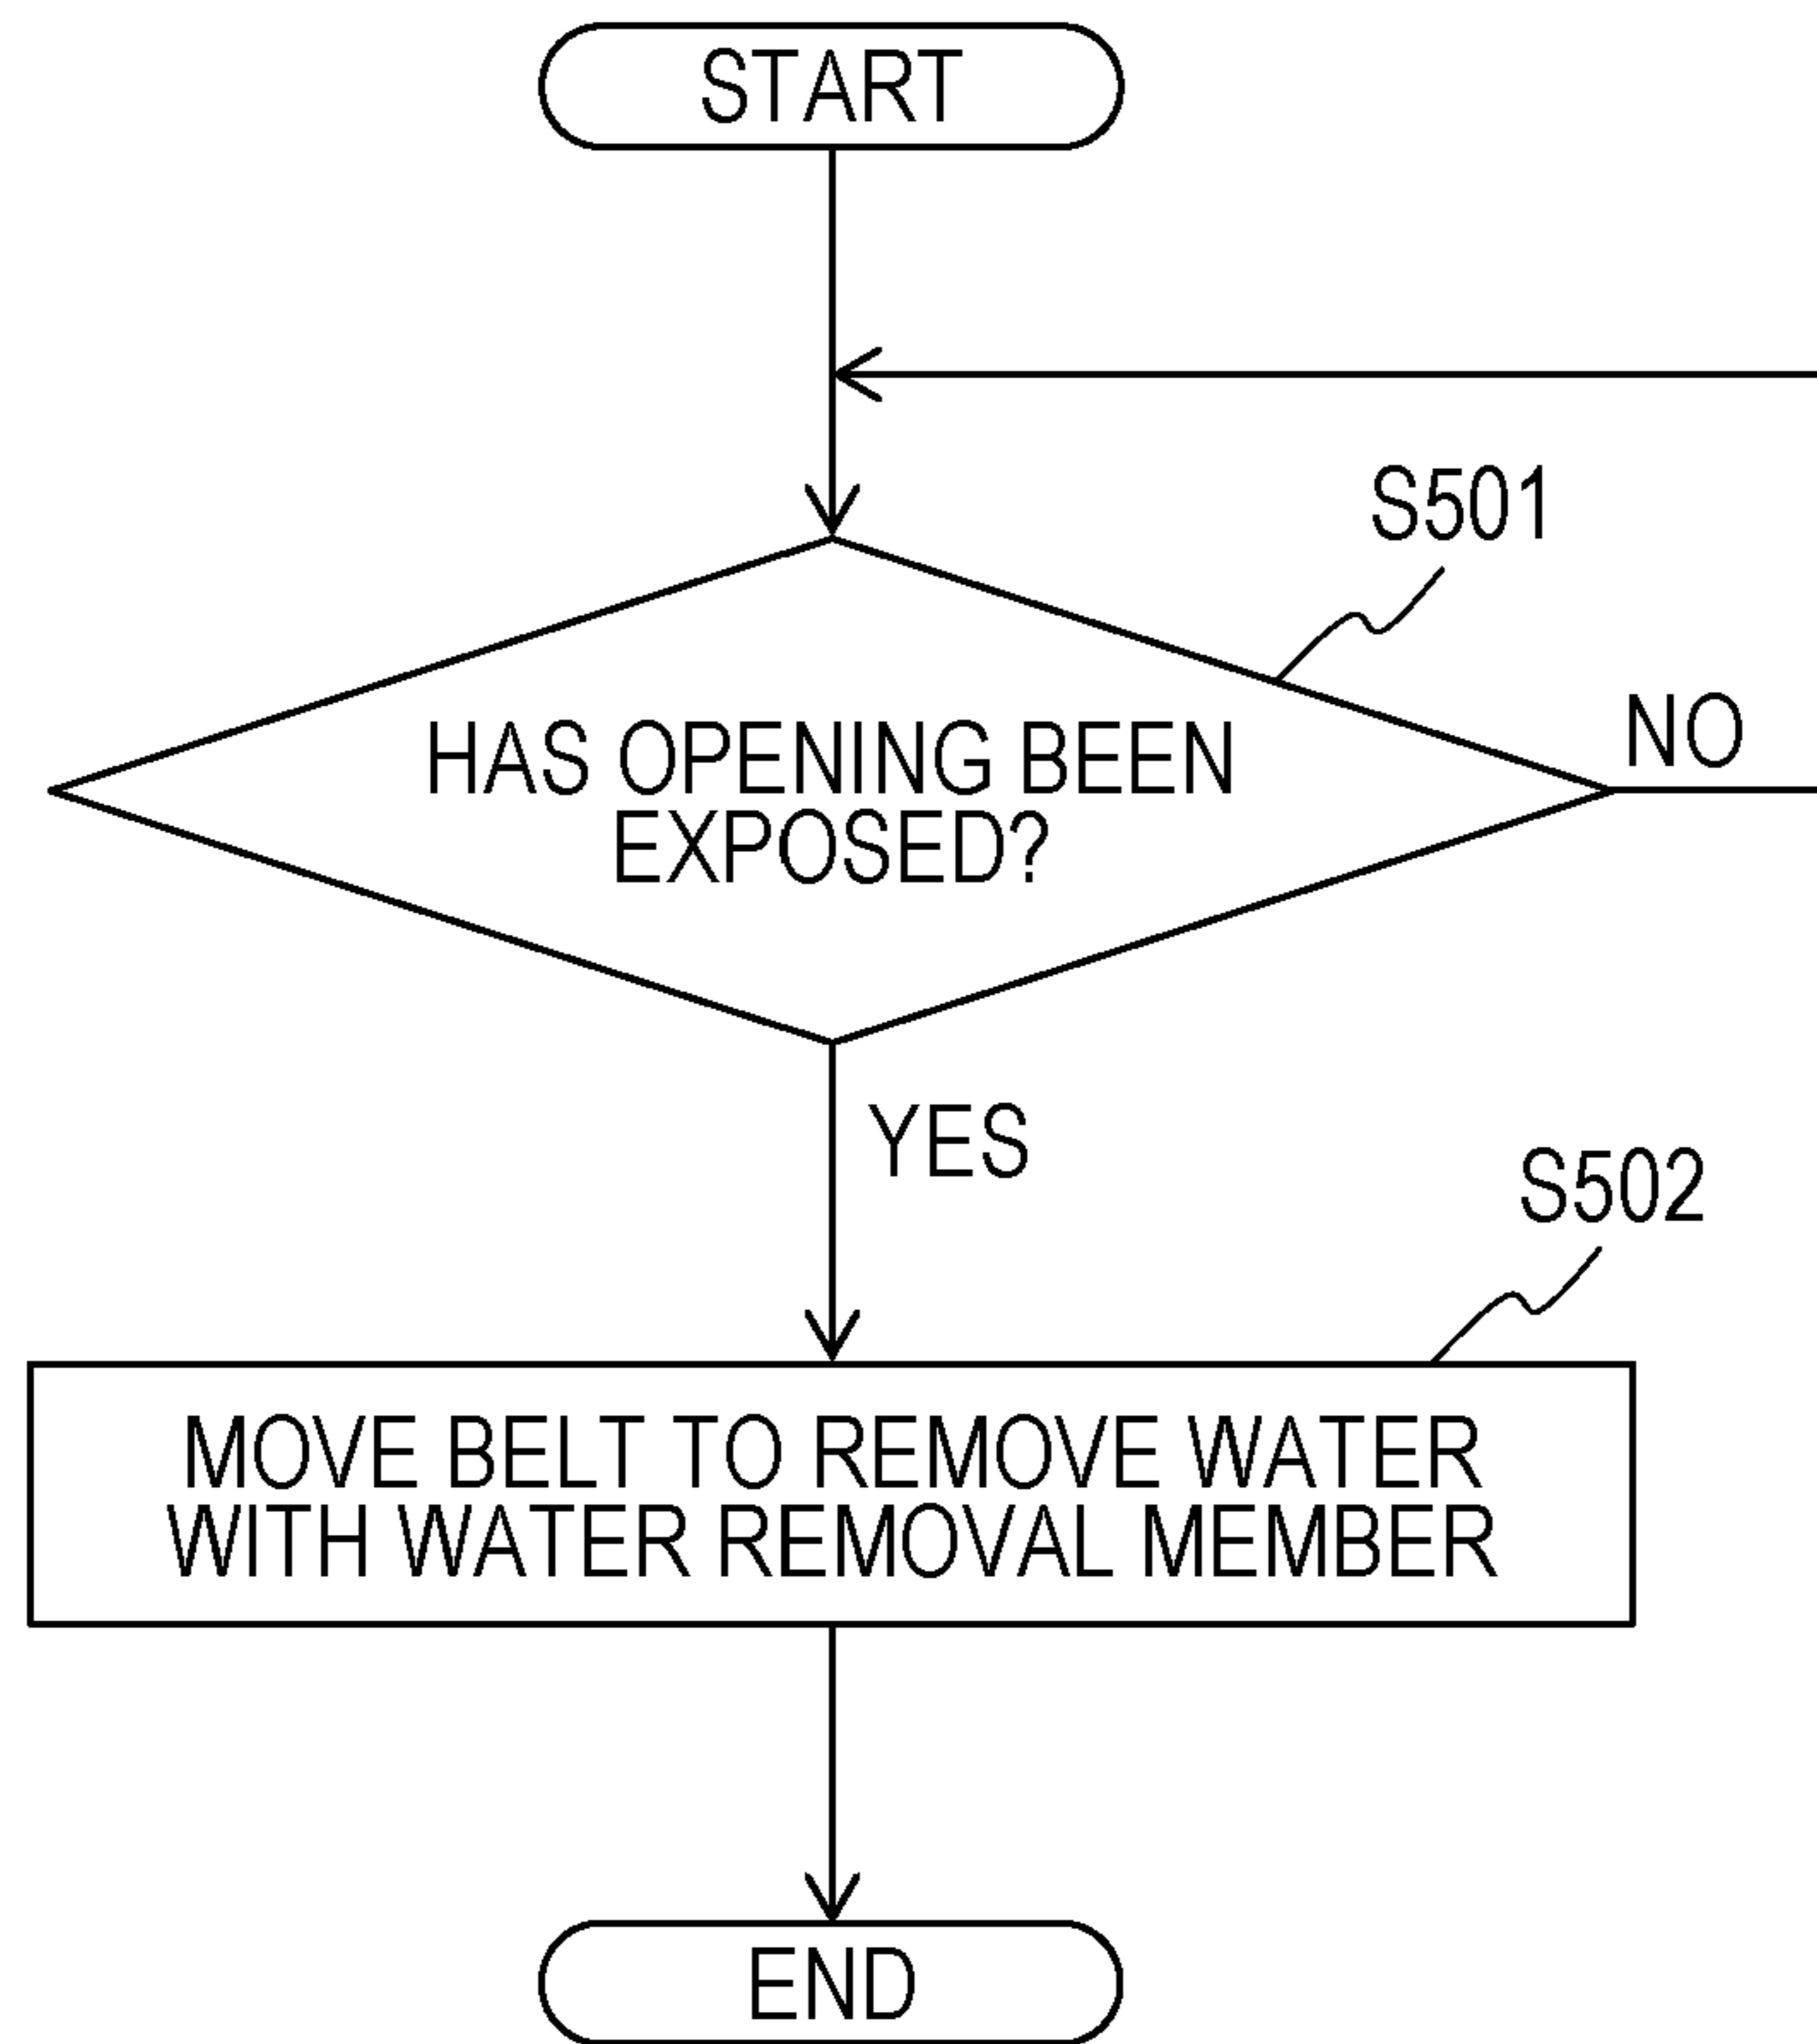 START
S501
HAS OPENING BEEN
EXPOSED?
NO
YES
S502
MOVE BELT TO REMOVE WATER
WITH WATER REMOVAL MEMBER
END